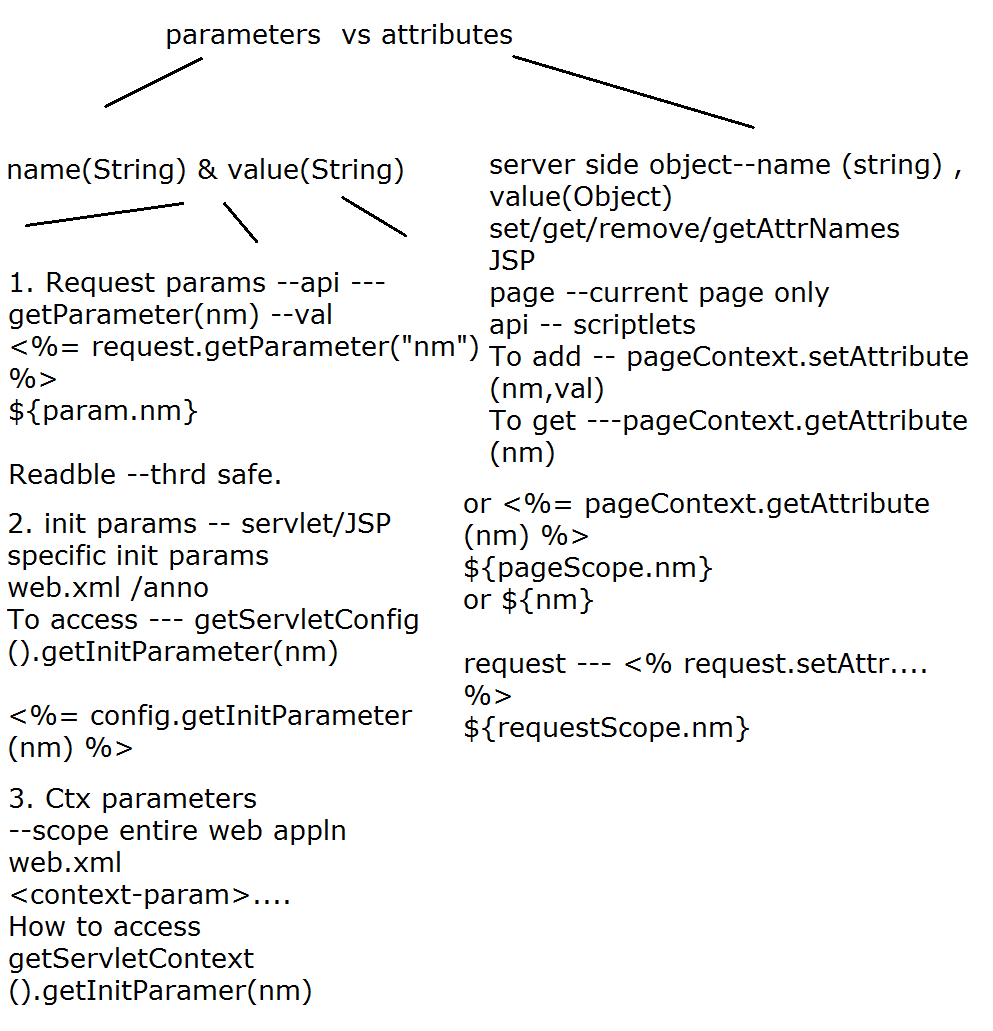 parameters  vs attributes
name(String) & value(String)
1. Request params --api ---
getParameter(nm) --val
<%= request.getParameter("nm")
%>
${param.nm}
Readble --thrd safe.
2. init params -- servlet/JSP
specific init params
web.xml /anno
To access --- getServletConfig
().getInitParameter(nm)
<%= config.getInitParameter
(nm) %>
3. Ctx parameters
--scope entire web appln
web.xml
<context-param>....
How to access
getServletContext
().getInitParamer(nm)
server side object--name (string) ,
value(Object)
set/get/remove/getAttrNames
JSP
page --current page only
api -- scriptlets
To add -- pageContext.setAttribute
(nm,val)
To get ---pageContext.getAttribute
(nm)
or <%= pageContext.getAttribute
(nm) %>
${pageScope.nm}
or ${nm}
request --- <% request.setAttr....
%>
${requestScope.nm}